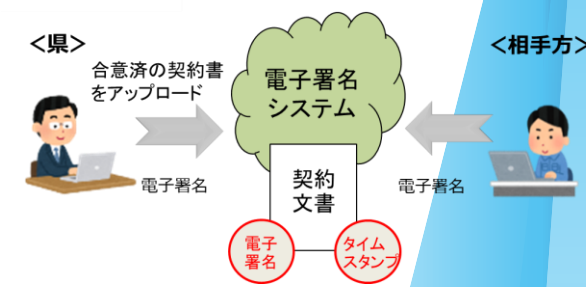 <県>
<相手方>
合意済の契約書
をアップロード
電子署名
システム
電子署名
契約
文書
電子署名
電子
署名
タイム
スタンプ